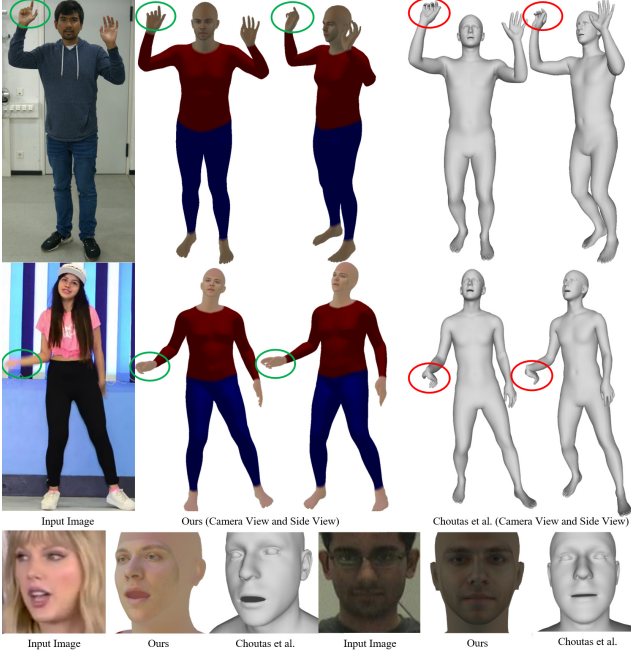 Input Image
Ours (Camera View and Side View)
Choutas et al. (Camera View and Side View)
Input Image
Ours
Choutas et al.
Input Image
Ours
Choutas et al.